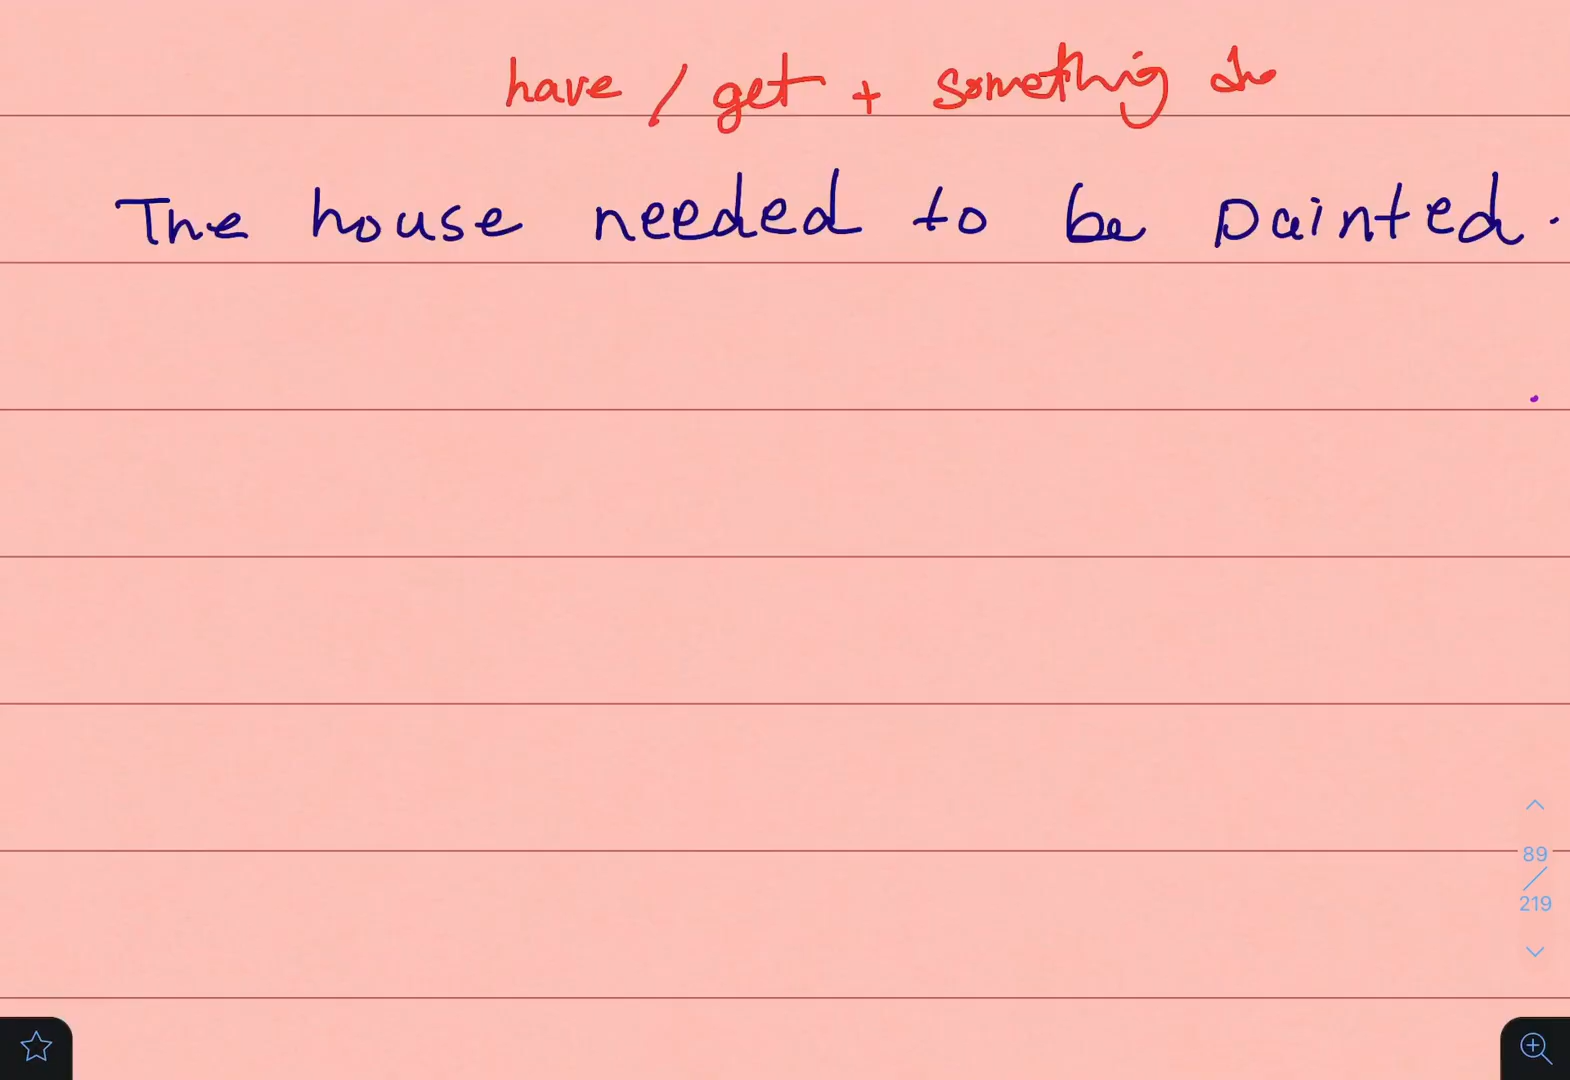 have / get + something
The house needed to be painted.
89
219